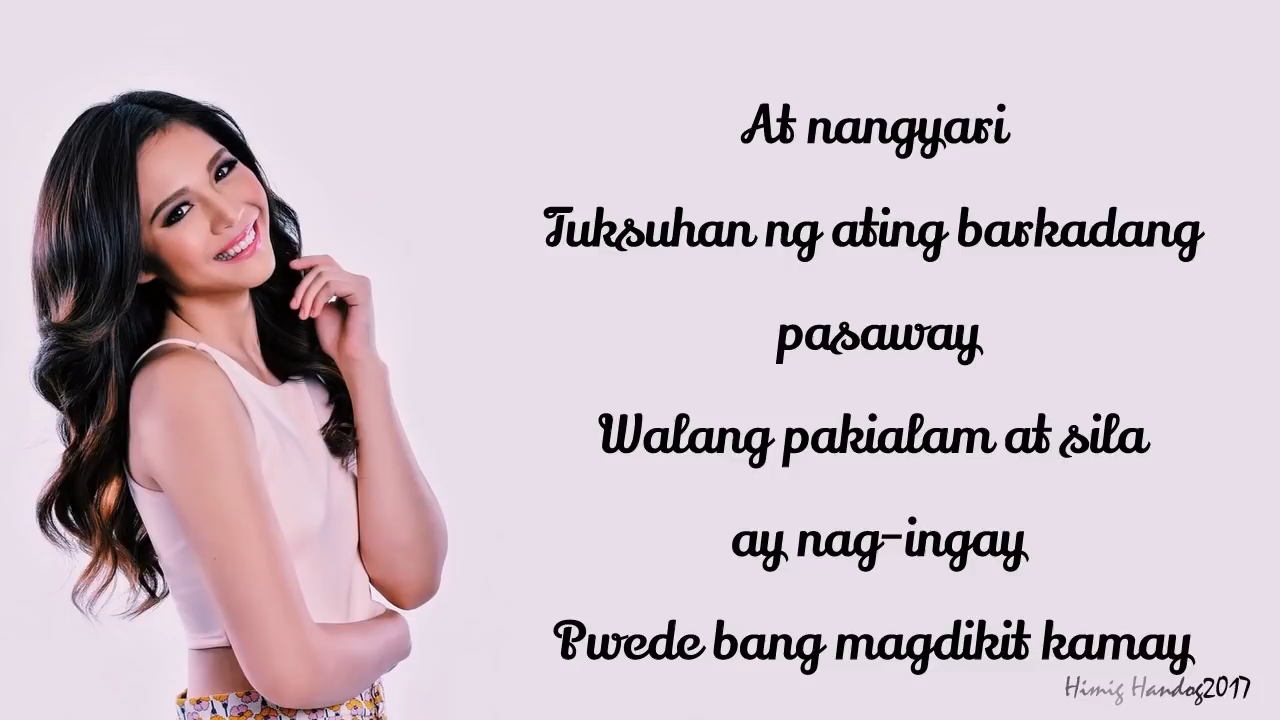 At nangyari
Tuksuhan ng ating barkadang
pasaway
Walang pakialam at sila
ay nag-ingay
Pwede bang magdikit kamay
Himig Handog2017